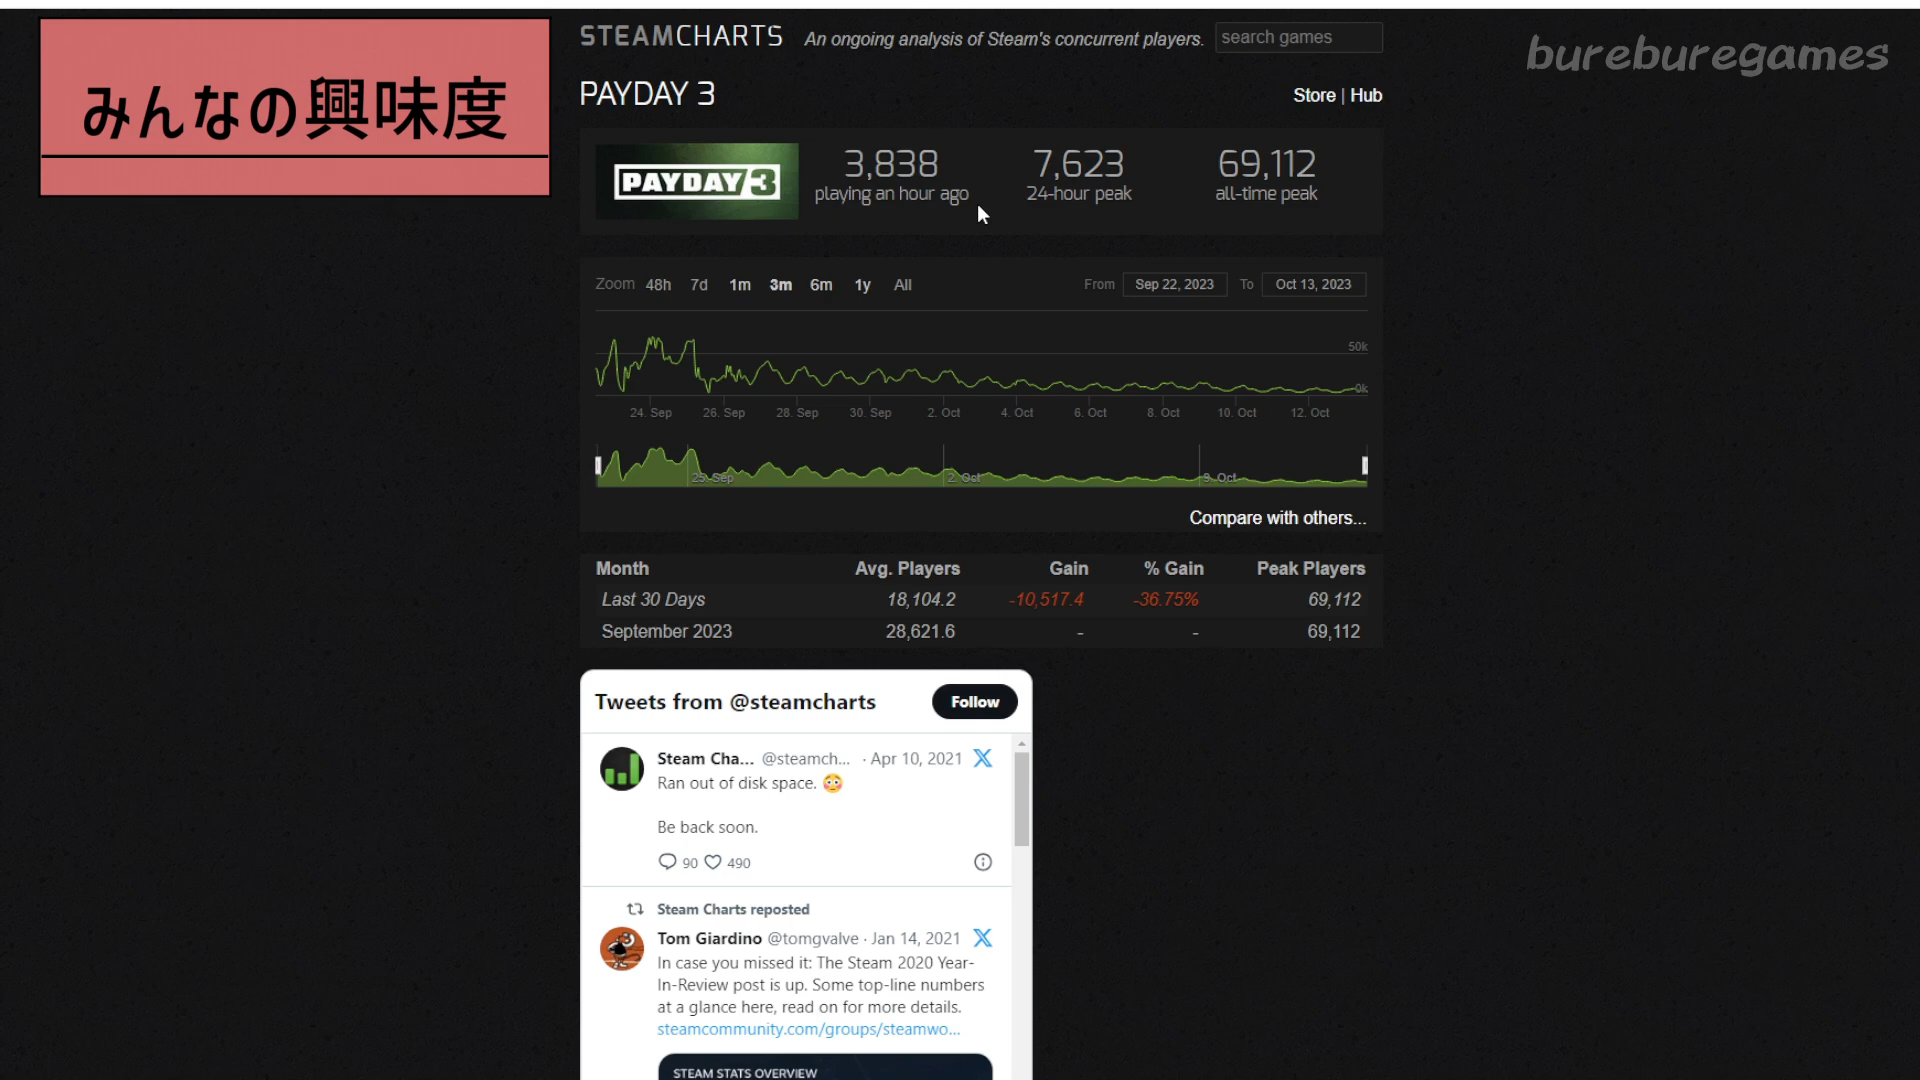 みんなの興味度
STEAMCHARTS An ongoing analysis of Steam's concurrent players. search games
bureburegames
PAYDAY 3 Store | Hub
PAYDAY 3
3,838 7,623 69,112
playing an hour ago 24-hour peak all-time peak
Zoom 48h 7d 1m 3m 6m 1y All From Sep 22, 2023 To Oct 13, 2023
50k
0k
24. Sep 26. Sep 28. Sep 30. Sep 2. Oct 4. Oct 6. Oct 8. Oct 10. Oct 12. Oct
25. Sep 2. Oct 9. Oct
Compare with others...
Month Avg. Players Gain % Gain Peak Players
Last 30 Days 18,104.2 -10,517.4 -36.75% 69,112
September 2023 28,621.6 - - 69,112
Tweets from @steamcharts Follow
Steam Cha... @steamch... · Apr 10, 2021
Ran out of disk space. 😳
Be back soon.
90 490
Steam Charts reposted
Tom Giardino @tomgvalve · Jan 14, 2021
In case you missed it: The Steam 2020 Year-
In-Review post is up. Some top-line numbers
at a glance here, read on for more details.
steamcommunity.com/groups/steamwo...
STEAM STATS OVERVIEW